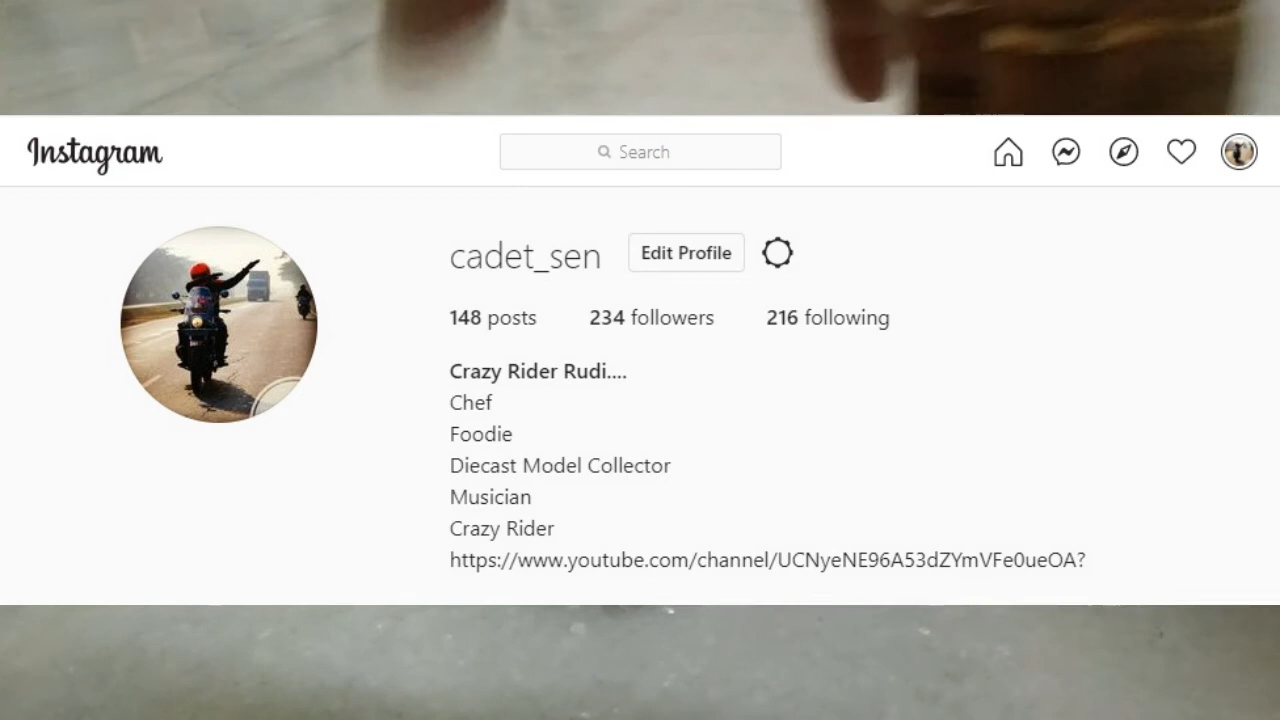 Instagram
Search
cadet_sen Edit Profile
148 posts 234 followers 216 following
Crazy Rider Rudi....
Chef
Foodie
Diecast Model Collector
Musician
Crazy Rider
https://www.youtube.com/channel/UCNyeNE96A53dZYmVFe0ueOA?